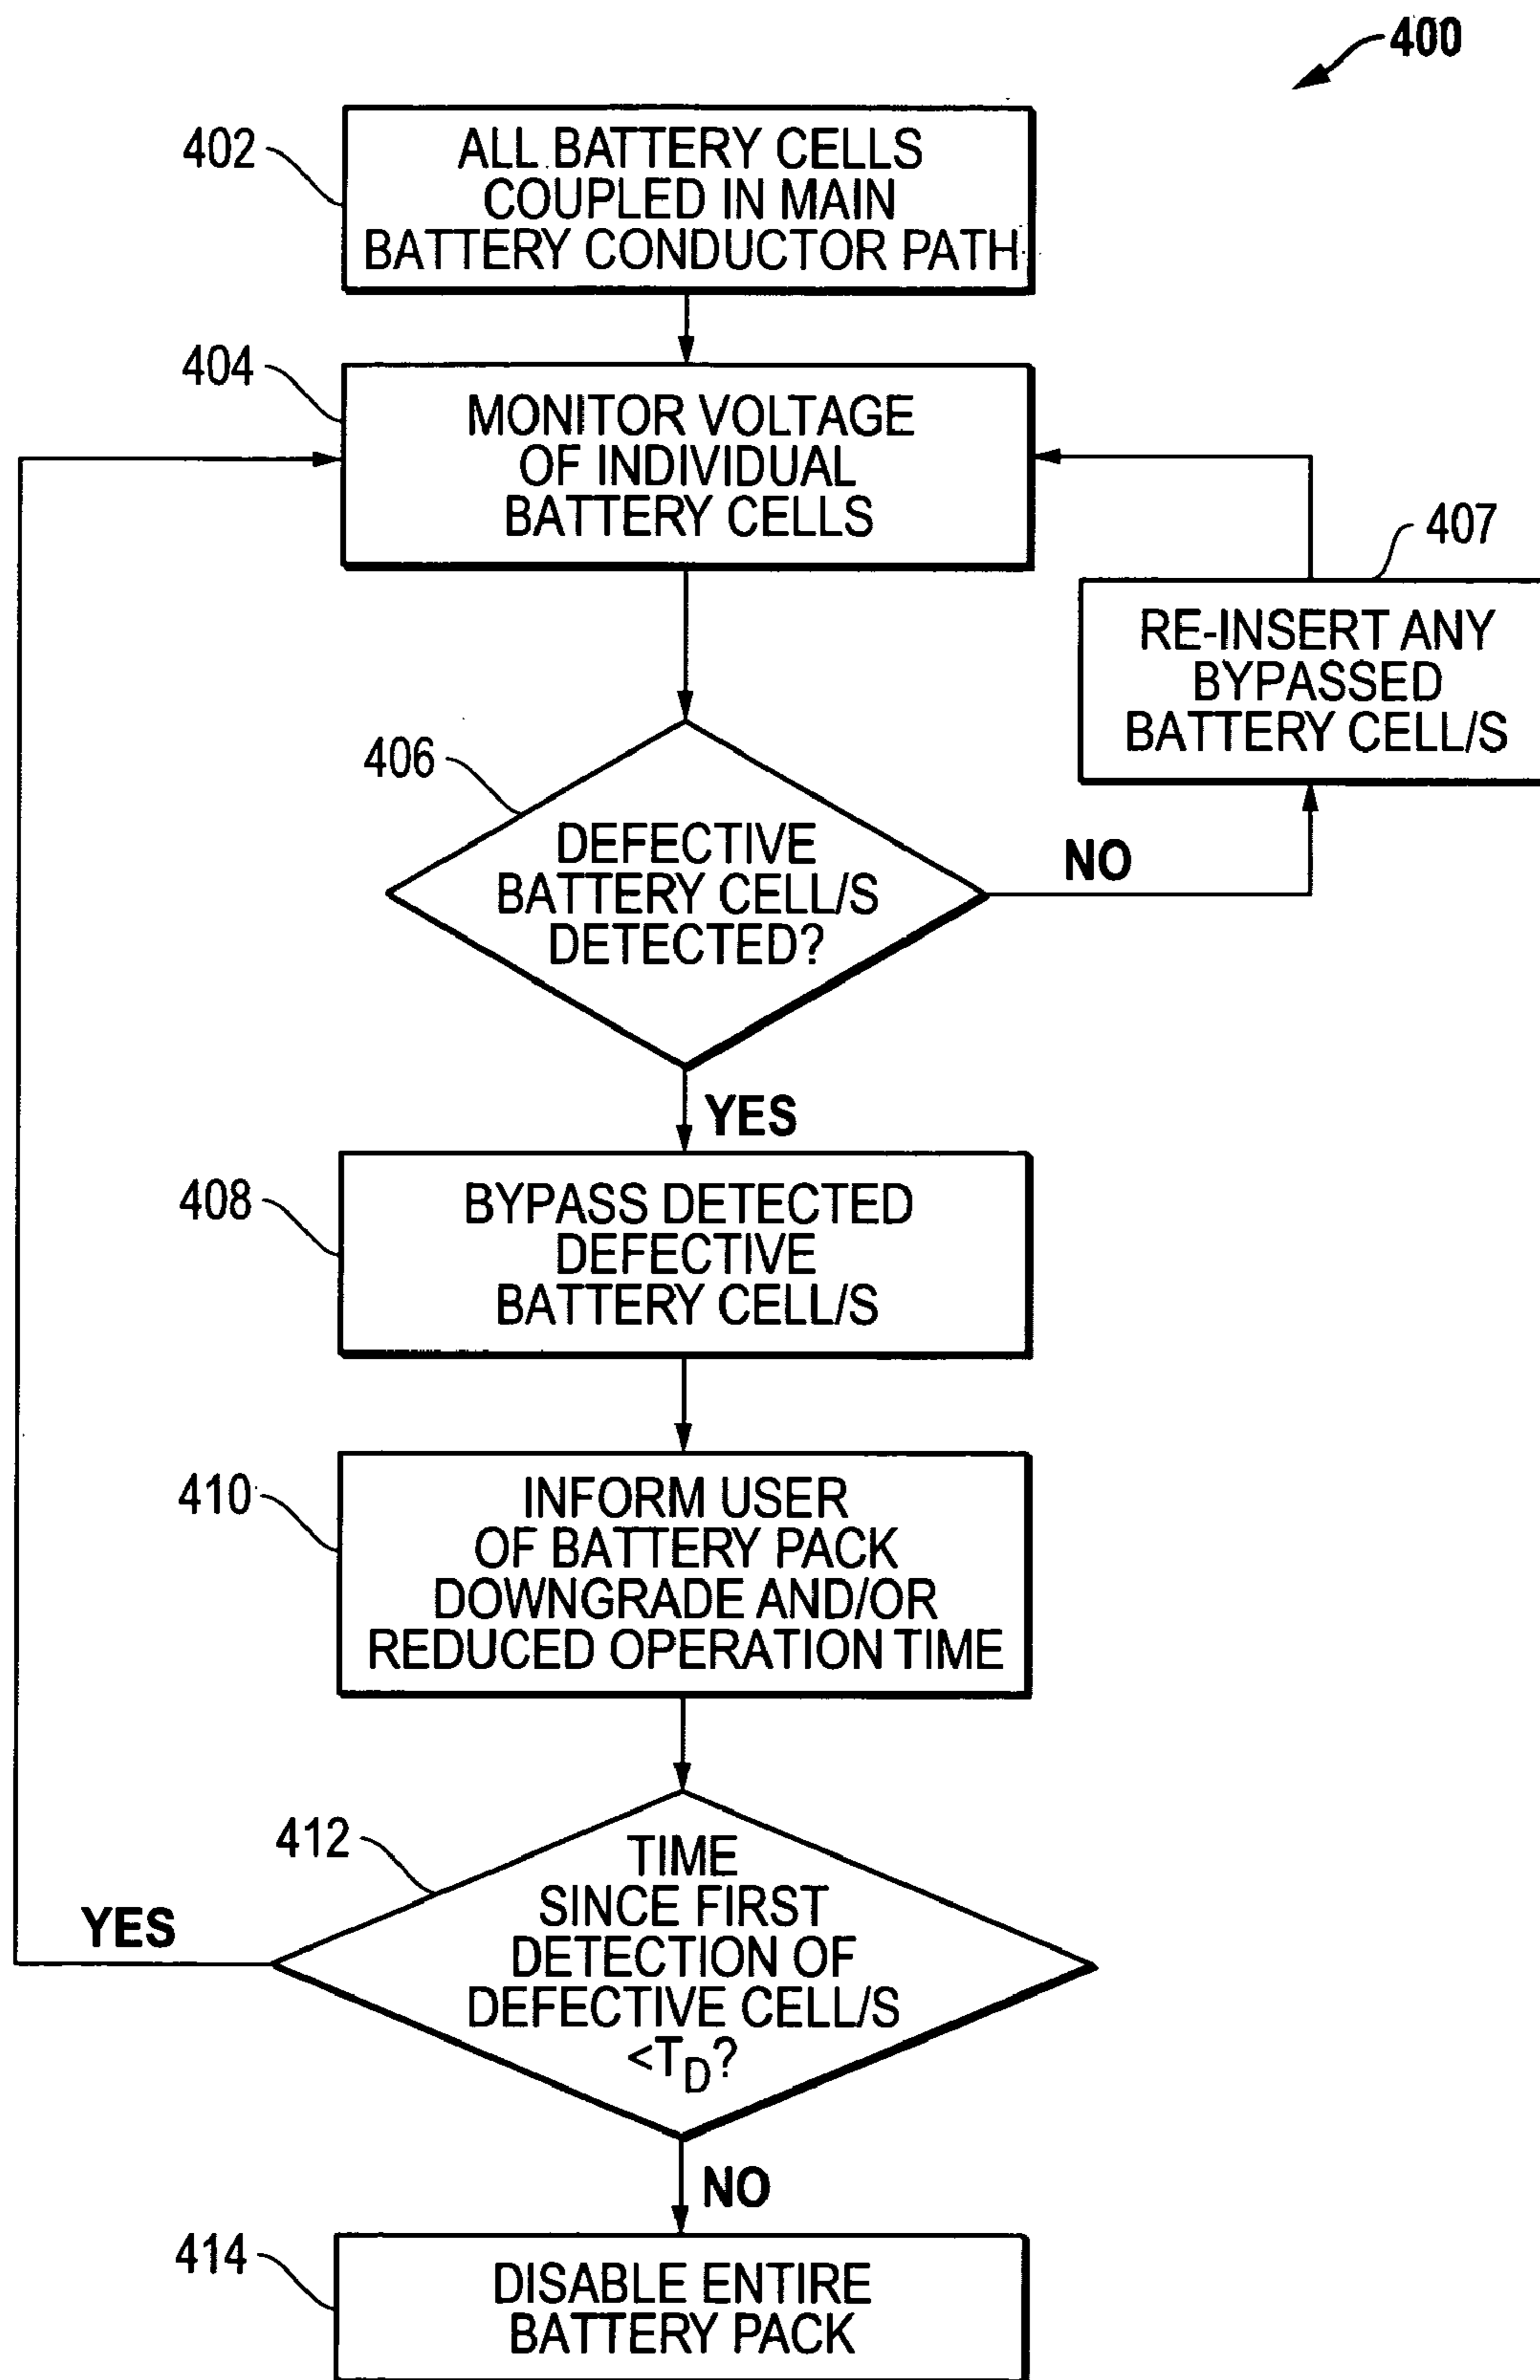 400
402
ALL BATTERY CELLS
COUPLED IN MAIN
BATTERY CONDUCTOR PATH
404
MONITOR VOLTAGE
OF INDIVIDUAL
BATTERY CELLS
407
RE-INSERT ANY
BYPASSED
BATTERY CELL/S
406
DEFECTIVE
BATTERY CELL/S
DETECTED?
NO
YES
408
BYPASS DETECTED
DEFECTIVE
BATTERY CELL/S
410
INFORM USER
OF BATTERY PACK
DOWNGRADE AND/OR
REDUCED OPERATION TIME
412
TIME
SINCE FIRST
DETECTION OF
DEFECTIVE CELL/S
<TD?
YES
NO
414
DISABLE ENTIRE
BATTERY PACK